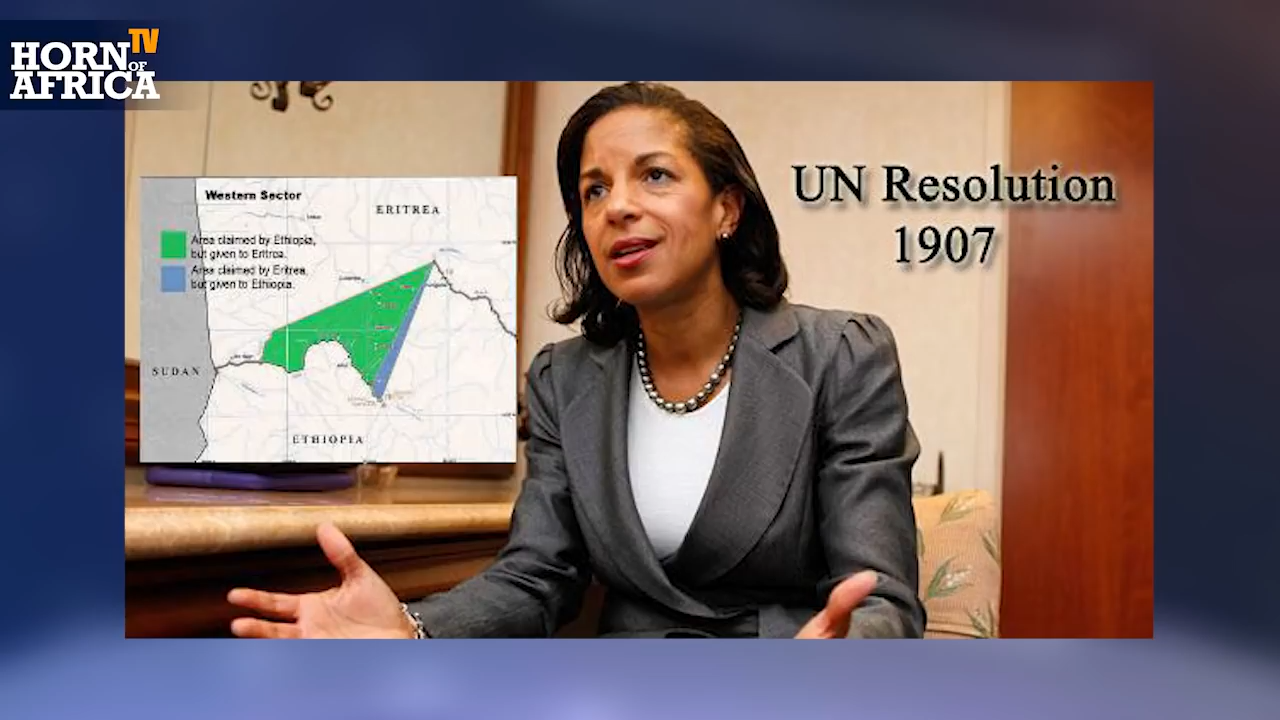 HORN OF AFRICA TV
Western Sector
ERITREA
Area claimed by Ethiopia,
but given to Eritrea.
Area claimed by Eritrea,
but given to Ethiopia.
SUDAN
ETHIOPIA
UN Resolution
1907